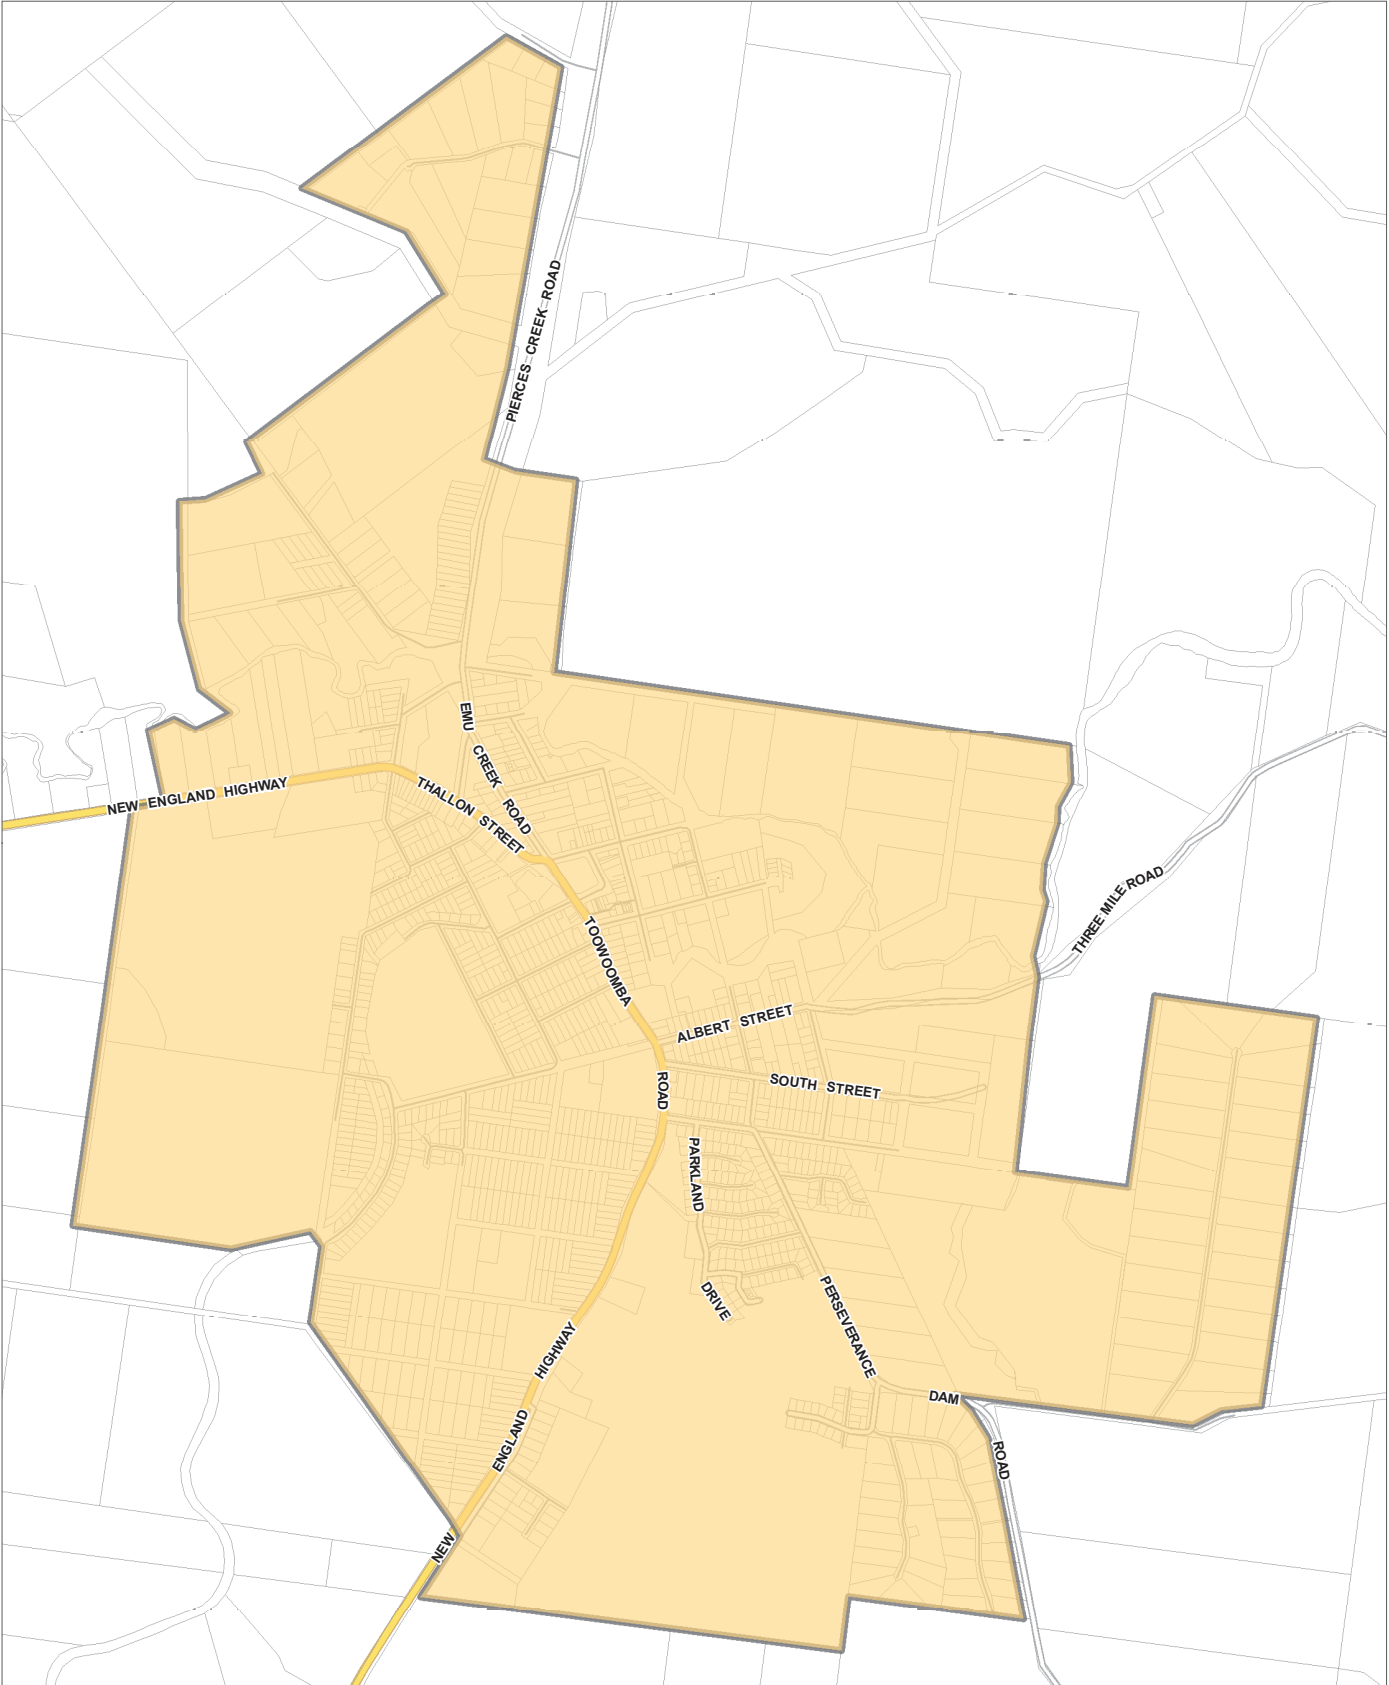 PIERCES CREEK ROAD
EMU CREEK ROAD
NEW ENGLAND HIGHWAY
THALLON STREET
THREE MILE ROAD
TOOWOOMBA ROAD
ALBERT STREET
SOUTH STREET
PARKLAND DRIVE
PERSEVERANCE DAM ROAD
NEW ENGLAND HIGHWAY